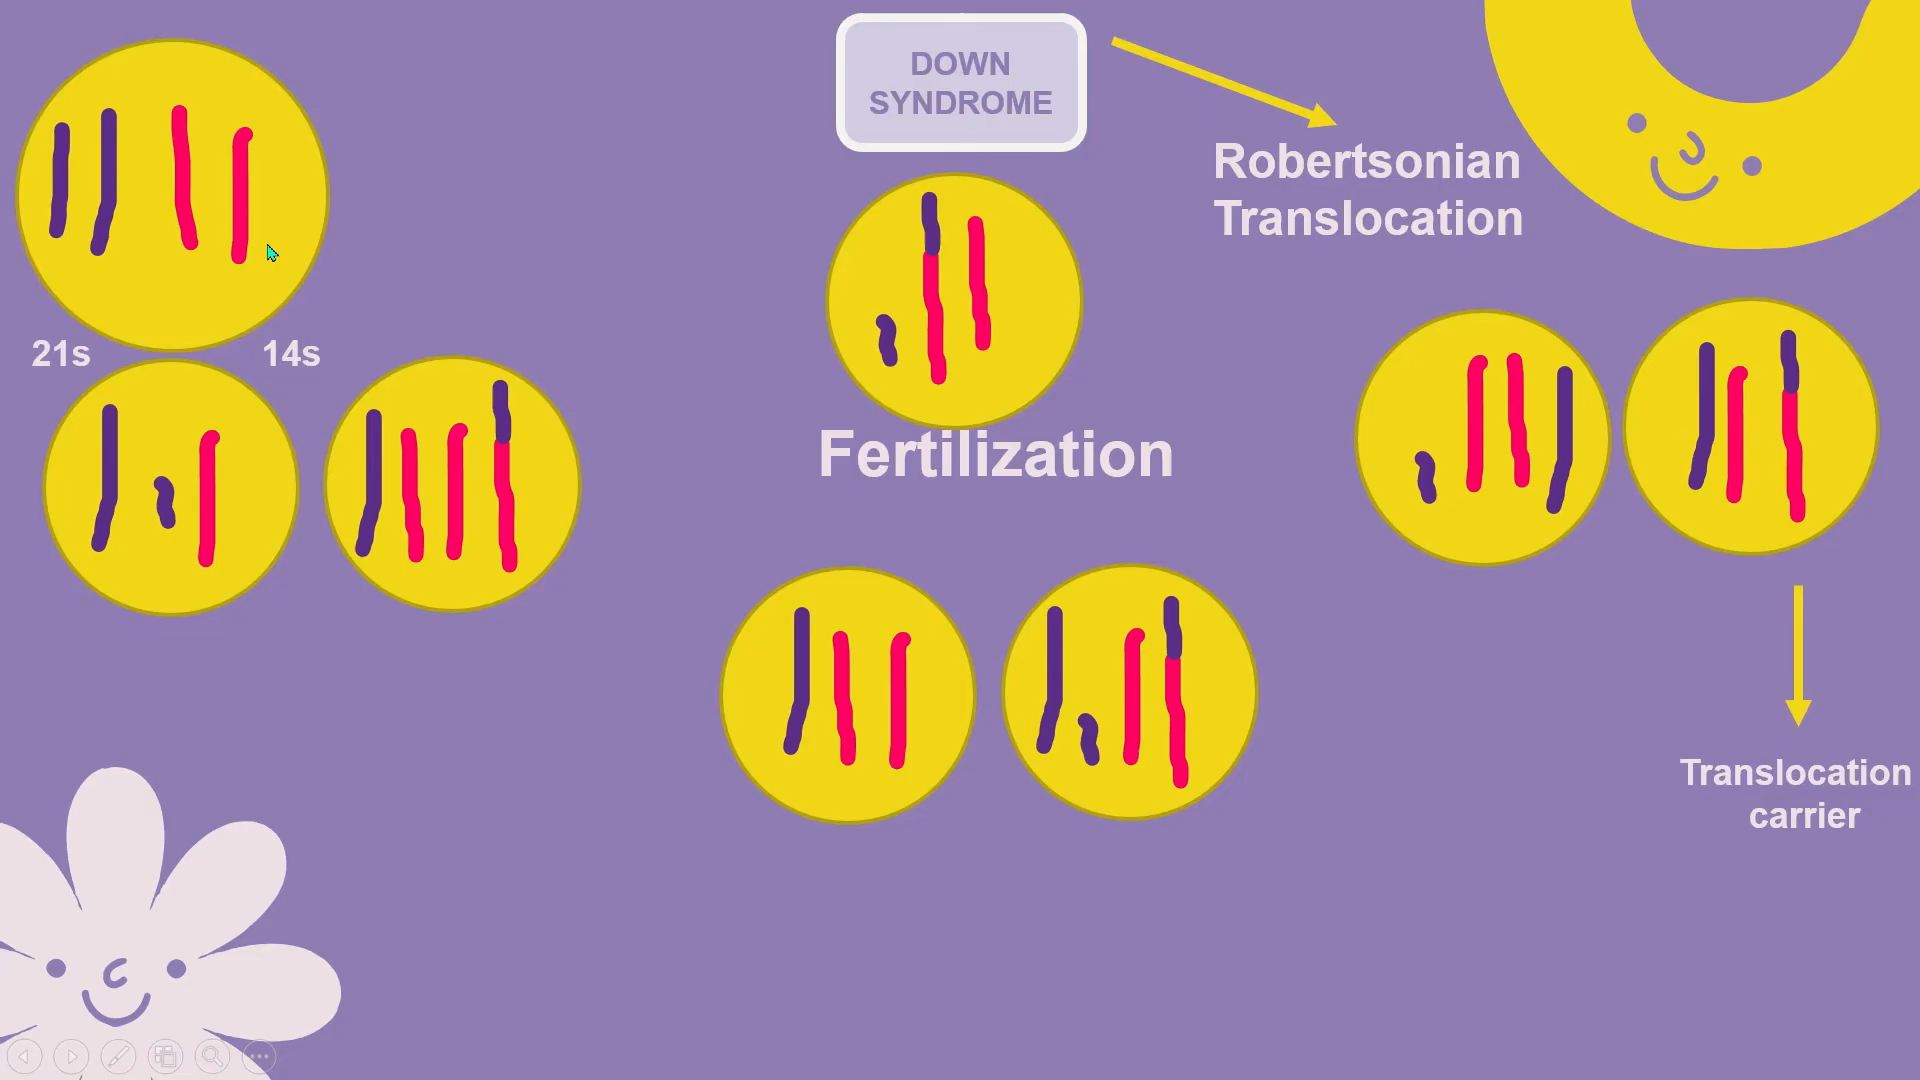 DOWN
SYNDROME
Robertsonian
Translocation
21s
14s
Fertilization
Translocation
carrier